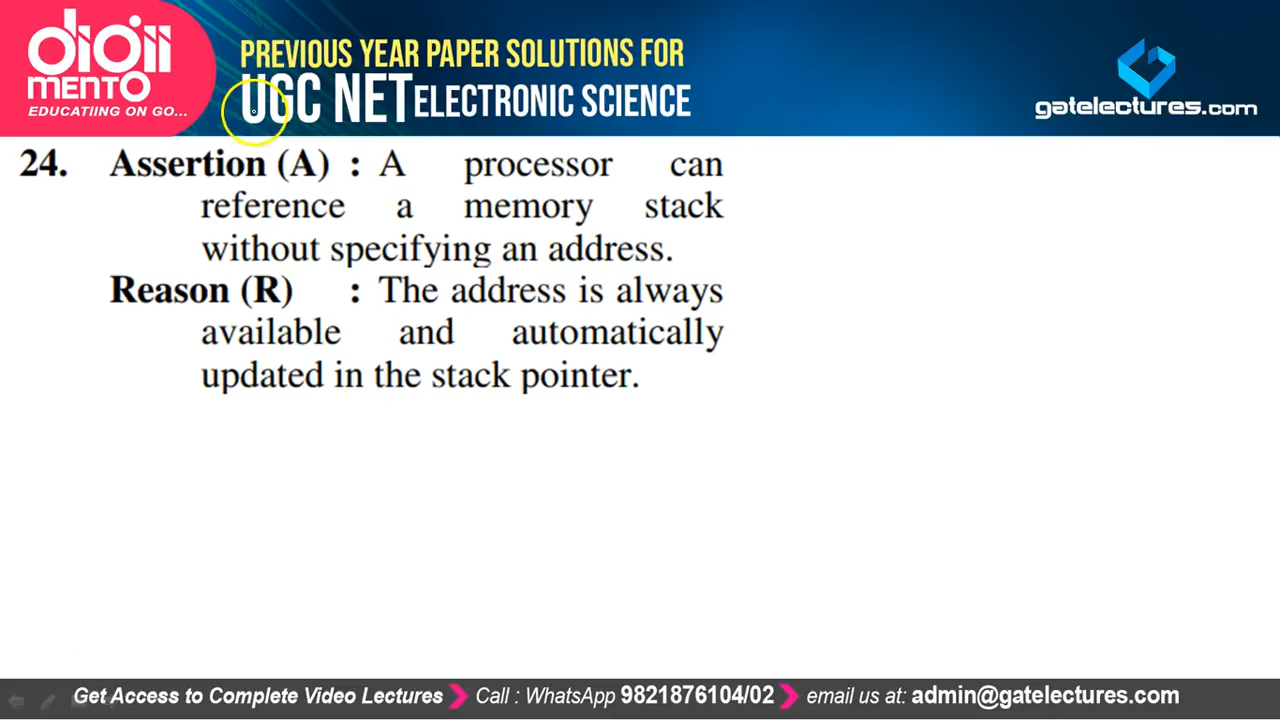 digii
MENTO
EDUCATIING ON GO...
PREVIOUS YEAR PAPER SOLUTIONS FOR
UGC NET ELECTRONIC SCIENCE
gatelectures.com
24. Assertion (A) : A processor can
reference a memory stack
without specifying an address.
Reason (R) : The address is always
available and automatically
updated in the stack pointer.
Get Access to Complete Video Lectures Call : WhatsApp 9821876104/02 email us at: admin@gatelectures.com